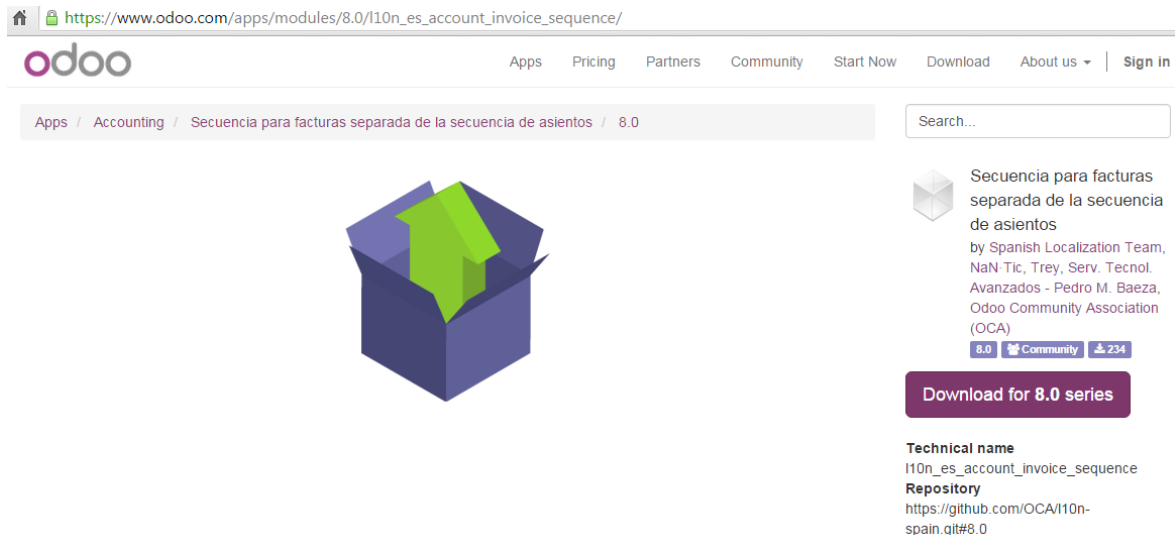 https://www.odoo.com/apps/modules/8.0/l10n_es_account_invoice_sequence/
odoo
Apps Pricing Partners Community Start Now Download About us Sign in
Apps / Accounting / Secuencia para facturas separada de la secuencia de asientos / 8.0
Search...
Secuencia para facturas
separada de la secuencia
de asientos
by Spanish Localization Team,
NaN·Tic, Trey, Serv. Tecnol.
Avanzados - Pedro M. Baeza,
Odoo Community Association
(OCA)
8.0 Community 234
Download for 8.0 series
Technical name
l10n_es_account_invoice_sequence
Repository
https://github.com/OCA/l10n-
spain.git#8.0